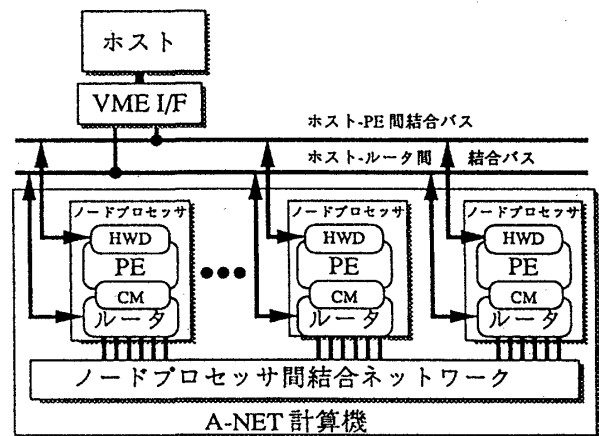 ホスト
VME I/F
ホスト-PE間結合バス
ホスト-ルータ間 結合バス
ノードプロセッサ
HWD
PE
CM
ルータ
ノードプロセッサ
HWD
PE
CM
ルータ
ノードプロセッサ
HWD
PE
CM
ルータ
ノードプロセッサ間結合ネットワーク
A-NET 計算機